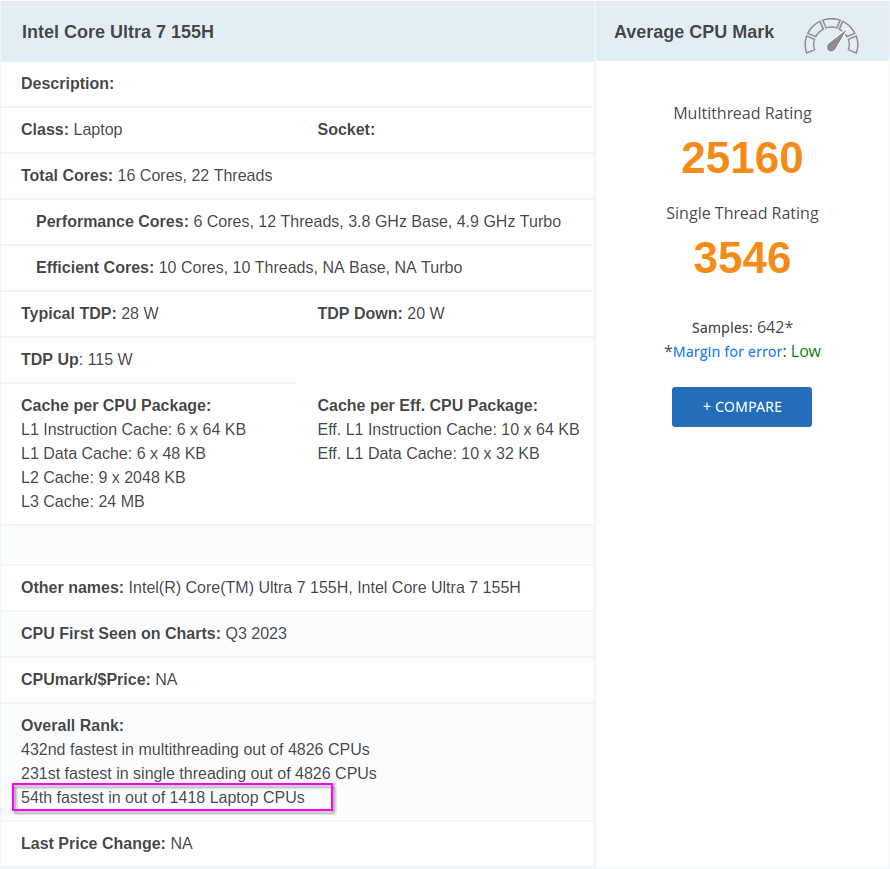 Intel Core Ultra 7 155H
Description:
Class: Laptop
Socket:
Total Cores: 16 Cores, 22 Threads
Performance Cores: 6 Cores, 12 Threads, 3.8 GHz Base, 4.9 GHz Turbo
Efficient Cores: 10 Cores, 10 Threads, NA Base, NA Turbo
Typical TDP: 28 W
TDP Down: 20 W
TDP Up: 115 W
Cache per CPU Package:
L1 Instruction Cache: 6 x 64 KB
L1 Data Cache: 6 x 48 KB
L2 Cache: 9 x 2048 KB
L3 Cache: 24 MB
Cache per Eff. CPU Package:
Eff. L1 Instruction Cache: 10 x 64 KB
Eff. L1 Data Cache: 10 x 32 KB
Other names: Intel(R) Core(TM) Ultra 7 155H, Intel Core Ultra 7 155H
CPU First Seen on Charts: Q3 2023
CPUmark/$Price: NA
Overall Rank:
432nd fastest in multithreading out of 4826 CPUs
231st fastest in single threading out of 4826 CPUs
54th fastest in out of 1418 Laptop CPUs
Last Price Change: NA
Average CPU Mark
Multithread Rating
25160
Single Thread Rating
3546
Samples: 642*
*Margin for error: Low
+ COMPARE